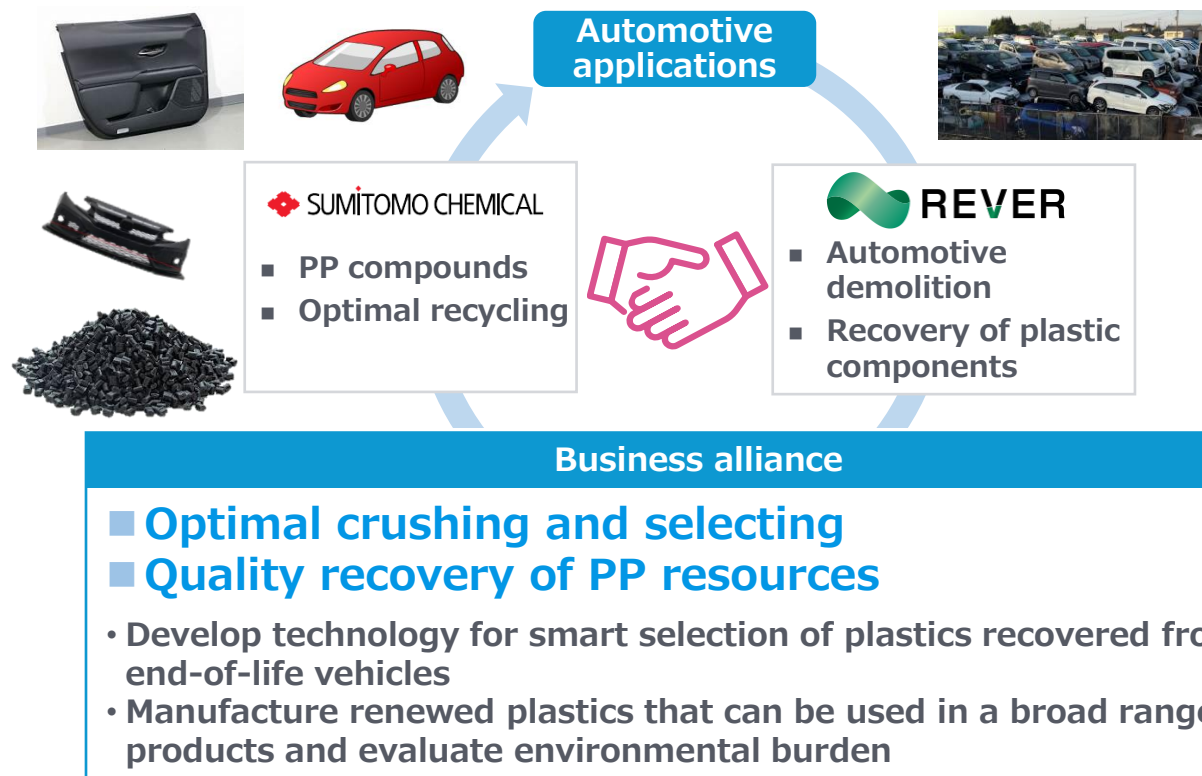 Automotive
applications
SUMITOMO CHEMICAL
■ PP compounds
■ Optimal recycling
REVER
■ Automotive
demolition
■ Recovery of plastic
components
Business alliance
■ Optimal crushing and selecting
■ Quality recovery of PP resources
• Develop technology for smart selection of plastics recovered
end-of-life vehicles
• Manufacture renewed plastics that can be used in a broad range
products and evaluate environmental burden